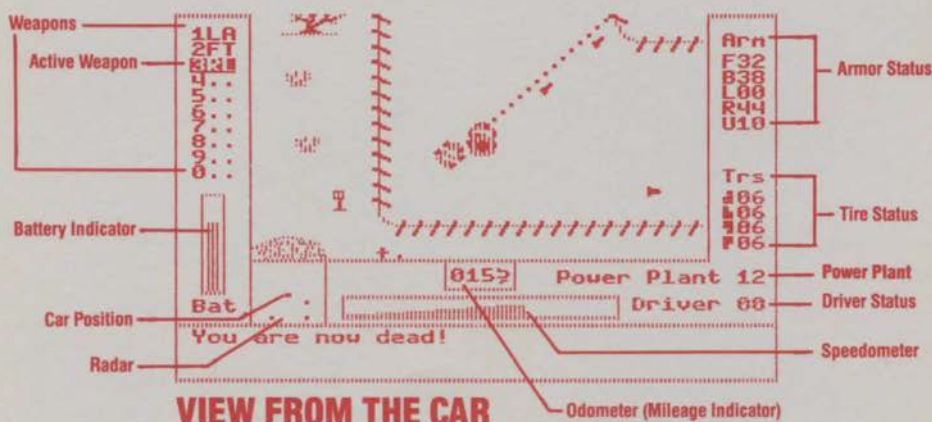 Weapons
Active Weapon
Battery Indicator
Car Position
Radar
1LA
2FT
3RL
4..
5..
6..
7..
8..
9..
0..
Bat
Arm
F32
B38
L00
R44
U10
Trs
06
06
06
06
Power Plant 12
Driver 00
You are now dead!
Armor Status
Tire Status
Power Plant
Driver Status
Speedometer
Odometer (Mileage Indicator)
VIEW FROM THE CAR